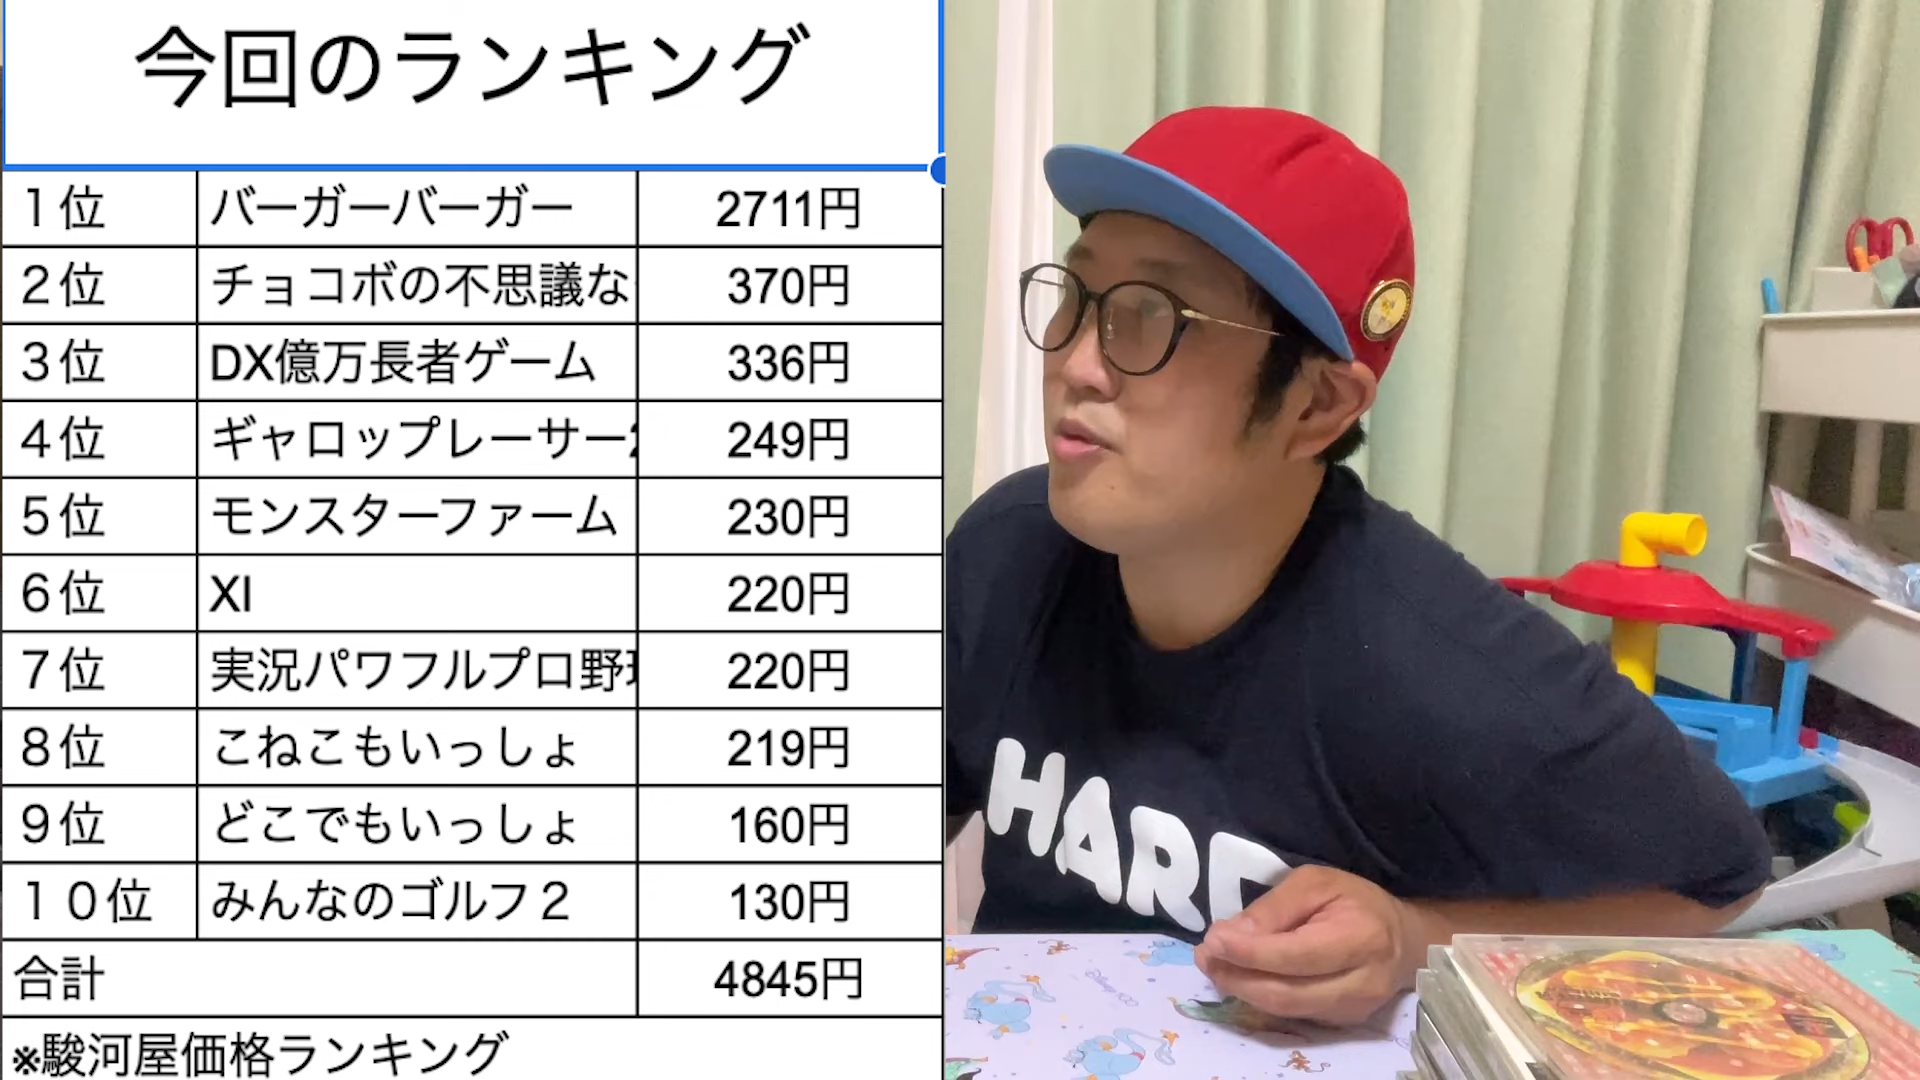 今回のランキング
１位 バーガーバーガー 2711円
２位 チョコボの不思議な 370円
３位 DX億万長者ゲーム 336円
４位 ギャロップレーサー2 249円
５位 モンスターファーム 230円
６位 XI 220円
７位 実況パワフルプロ野 220円
８位 こねこもいっしょ 219円
９位 どこでもいっしょ 160円
１０位 みんなのゴルフ２ 130円
合計 4845円
※駿河屋価格ランキング
HARD
Disney 100